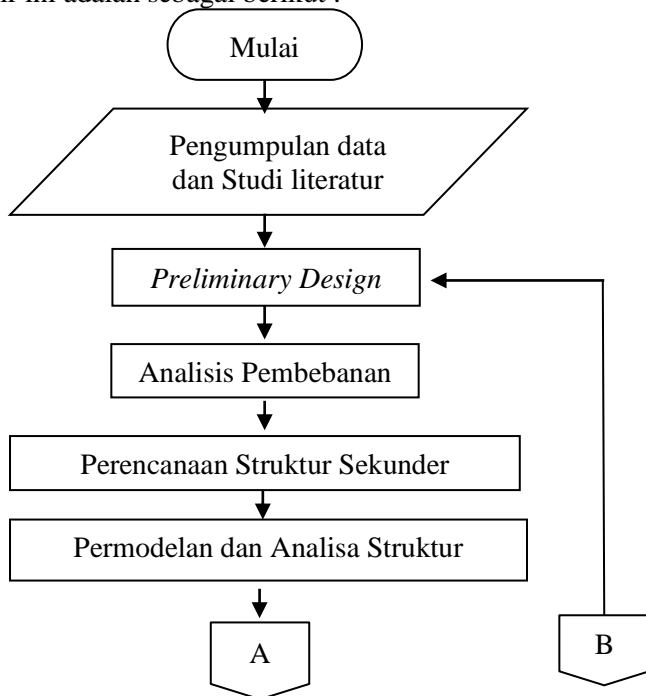 ini adalah sebagai berikut :
Mulai
Pengumpulan data
dan Studi literatur
Preliminary Design
Analisis Pembebanan
Perencanaan Struktur Sekunder
Permodelan dan Analisa Struktur
A
B